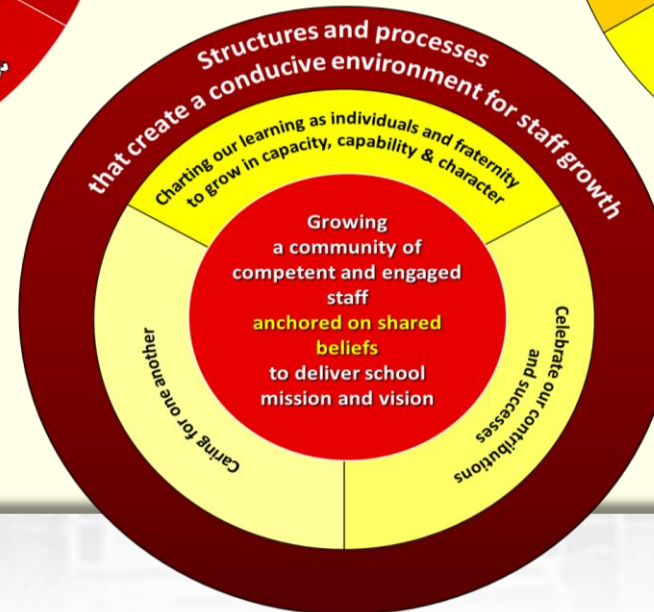 Structures and processes
that create a conducive environment for staff growth
Charting our learning as individuals and fraternity
to grow in capacity, capability & character
Growing
a community of
competent and engaged
staff
anchored on shared
beliefs
to deliver school
mission and vision
Caring for one another
Celebrate our contributions
and successes